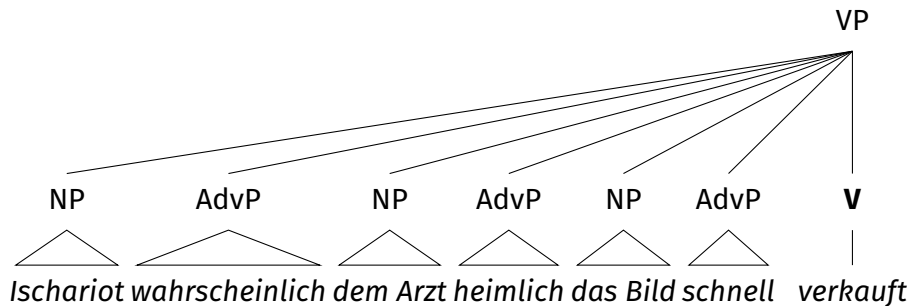 VP
NP AdvP NP AdvP NP AdvP V
Ischariot wahrscheinlich dem Arzt heimlich das Bild schnell verkauft